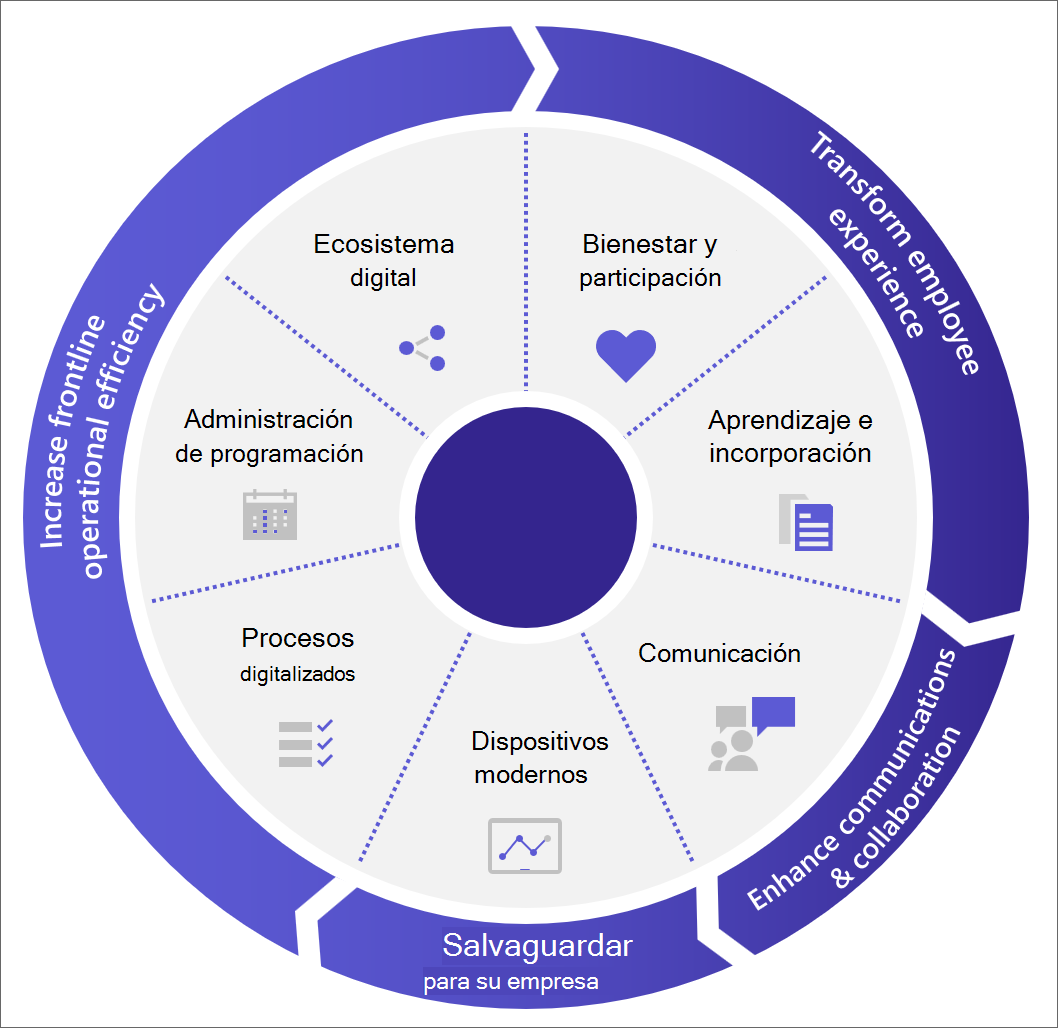 Transform employee
experience
Enhance communications
& collaboration
Salvaguardar
para su empresa
Increase frontline
operational efficiency
Ecosistema
digital
Bienestar y
participación
Administración
de programación
Aprendizaje e
incorporación
Procesos
digitalizados
Comunicación
Dispositivos
modernos